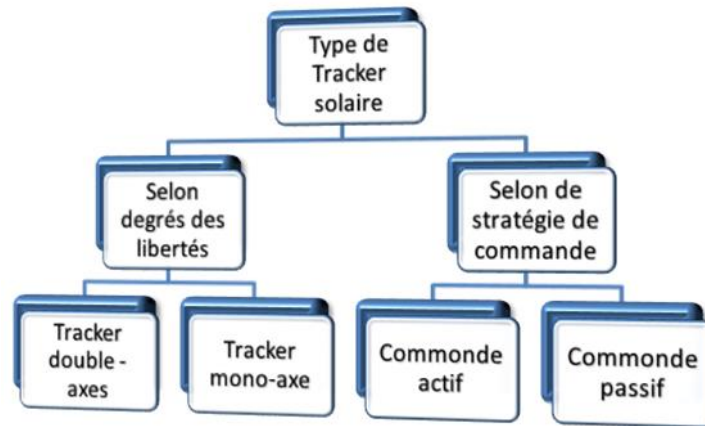 Type de
Tracker
solaire
Selon
degrés des
libertés
Selon de
stratégie de
commande
Tracker
double -
axes
Tracker
mono-axe
Commonde
actif
Commonde
passif